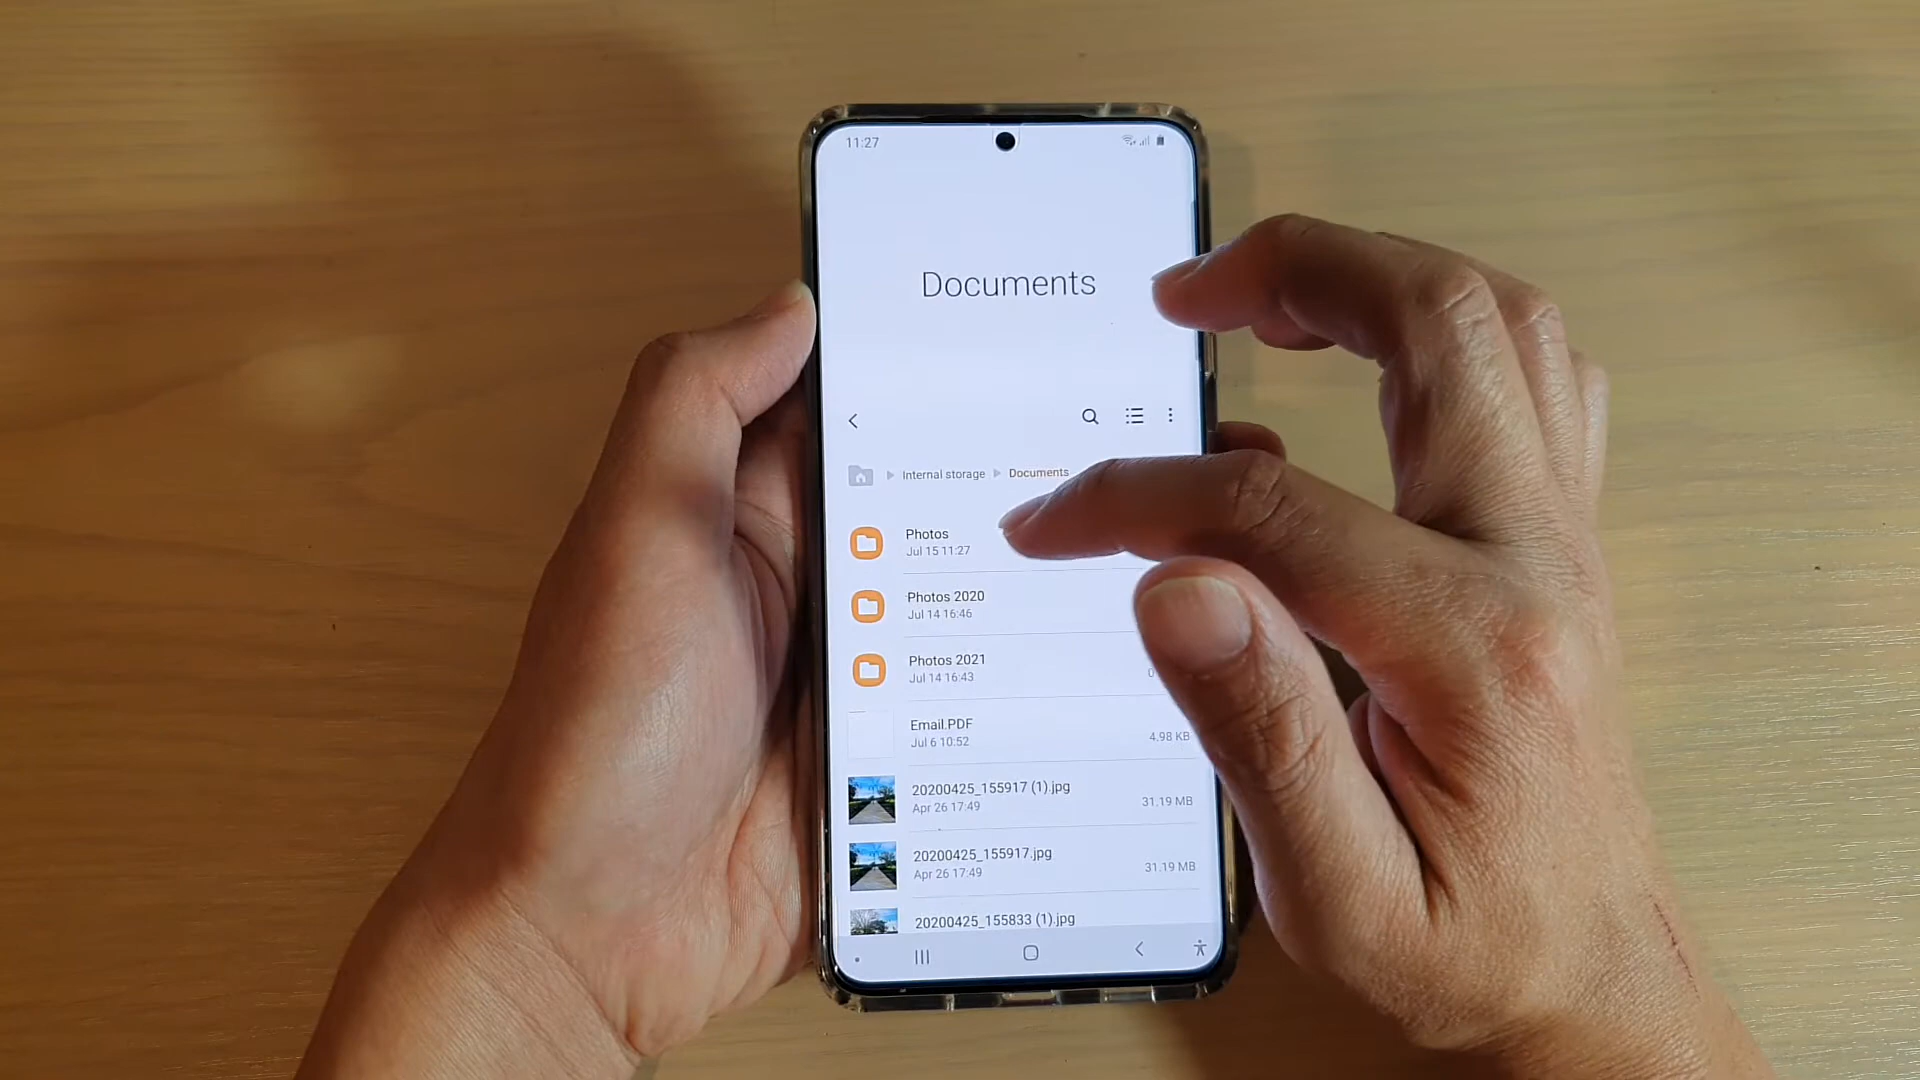 11:27
Documents
Internal storage
Documents
Photos
Jul 15 11:27
Photos 2020
Jul 14 16:46
Photos 2021
Jul 14 16:43
Email.PDF
Jul 6 10:52
4.98 KB
20200425_155917 (1).jpg
Apr 26 17:49
31.19 MB
20200425_155917.jpg
Apr 26 17:49
31.19 MB
20200425_155833 (1).jpg